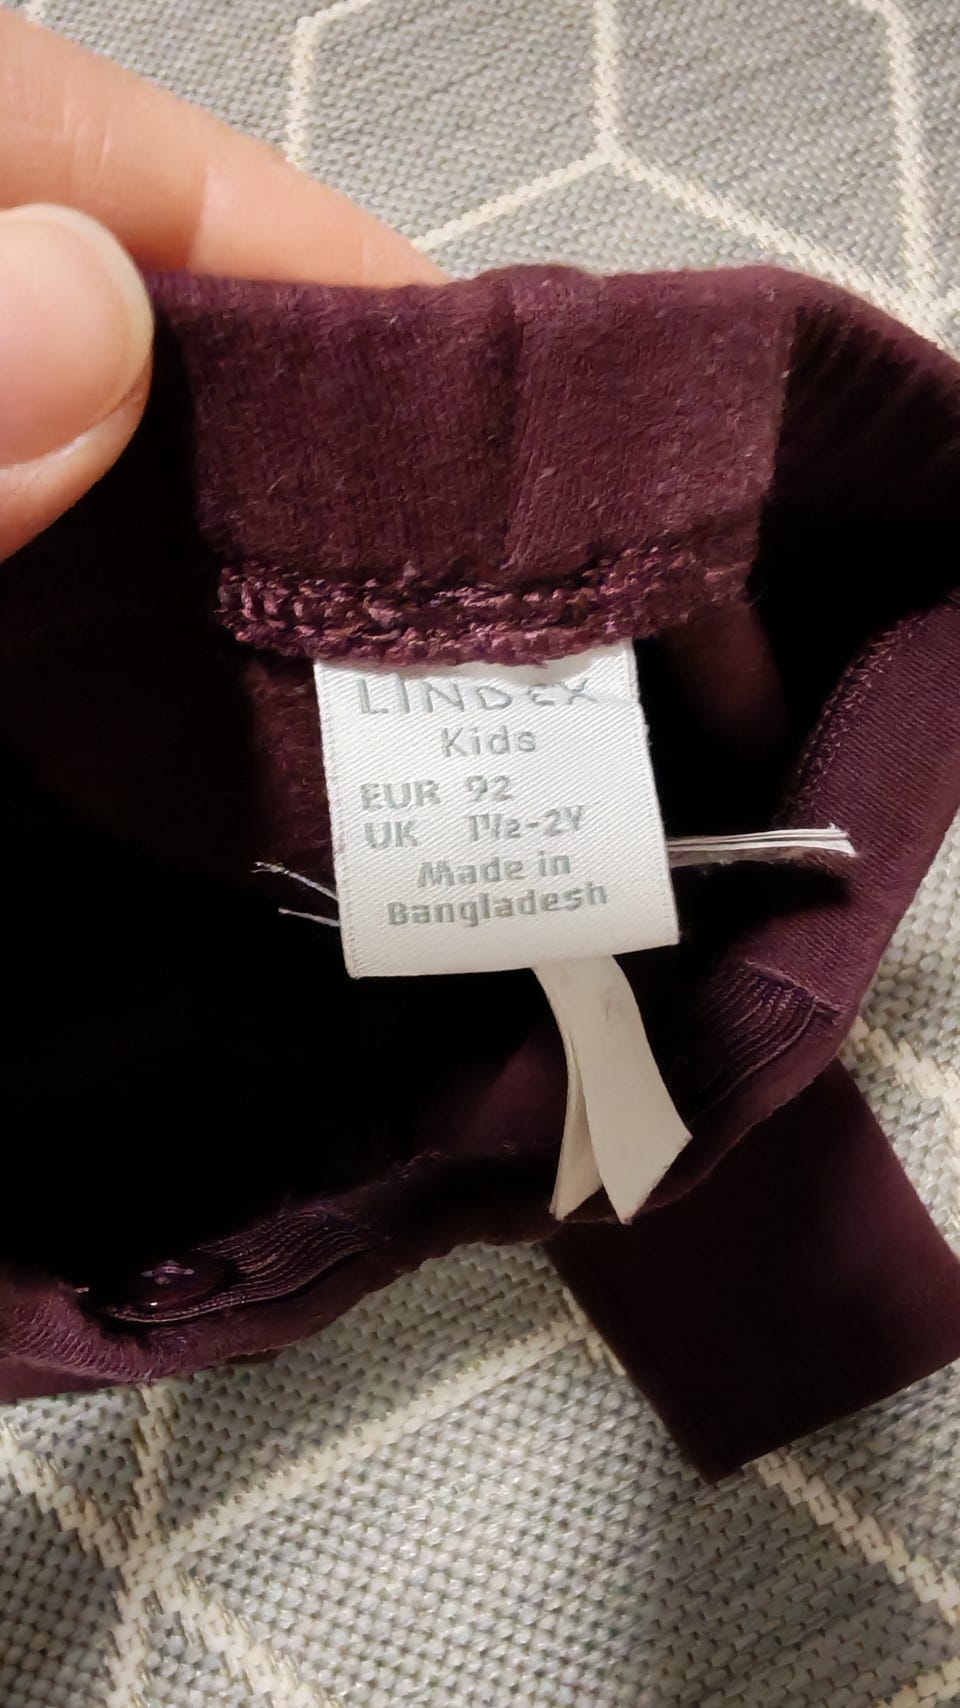 LINDEX
Kids
EUR 92
UK 1½-2Y
Made in
Bangladesh